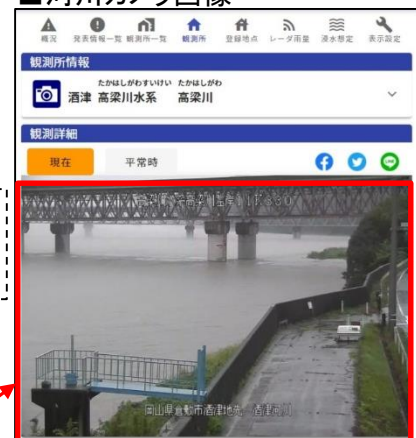 ■河川カメラ画像
概況 発表情報一覧 観測所一覧 観測所 登録地点 レーダ雨量 浸水想定 表示設定
観測所情報
たかはしがわすいけい たかはしがわ
酒津 高梁川水系 高梁川
観測詳細
現在 平常時
岡山県倉敷市酒津地先